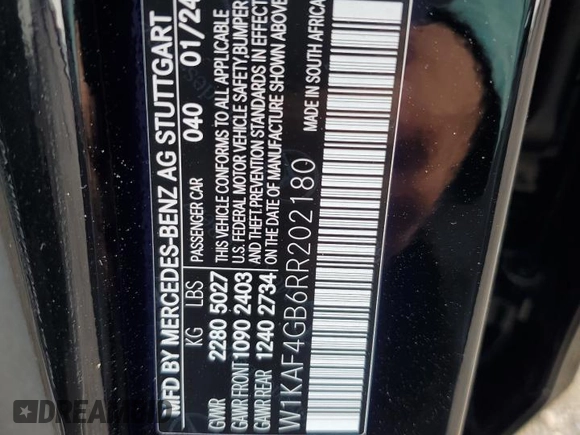 MFD BY MERCEDES-BENZ AG STUTTGART
KG LBS PASSENGER CAR 040 01/24
GWR 2280 5027 THIS VEHICLE CONFORMS TO ALL APPLICABLE
GAWR FRONT 1090 2403 U.S. FEDERAL MOTOR VEHICLE SAFETY, BUMPER
GAWR REAR 1240 2734 AND THEFT PREVENTION STANDARDS IN EFFECT
ON THE DATE OF MANUFACTURE SHOWN ABOVE.
W1KAF4GB6RR202180 MADE IN SOUTH AFRICA
DREAM